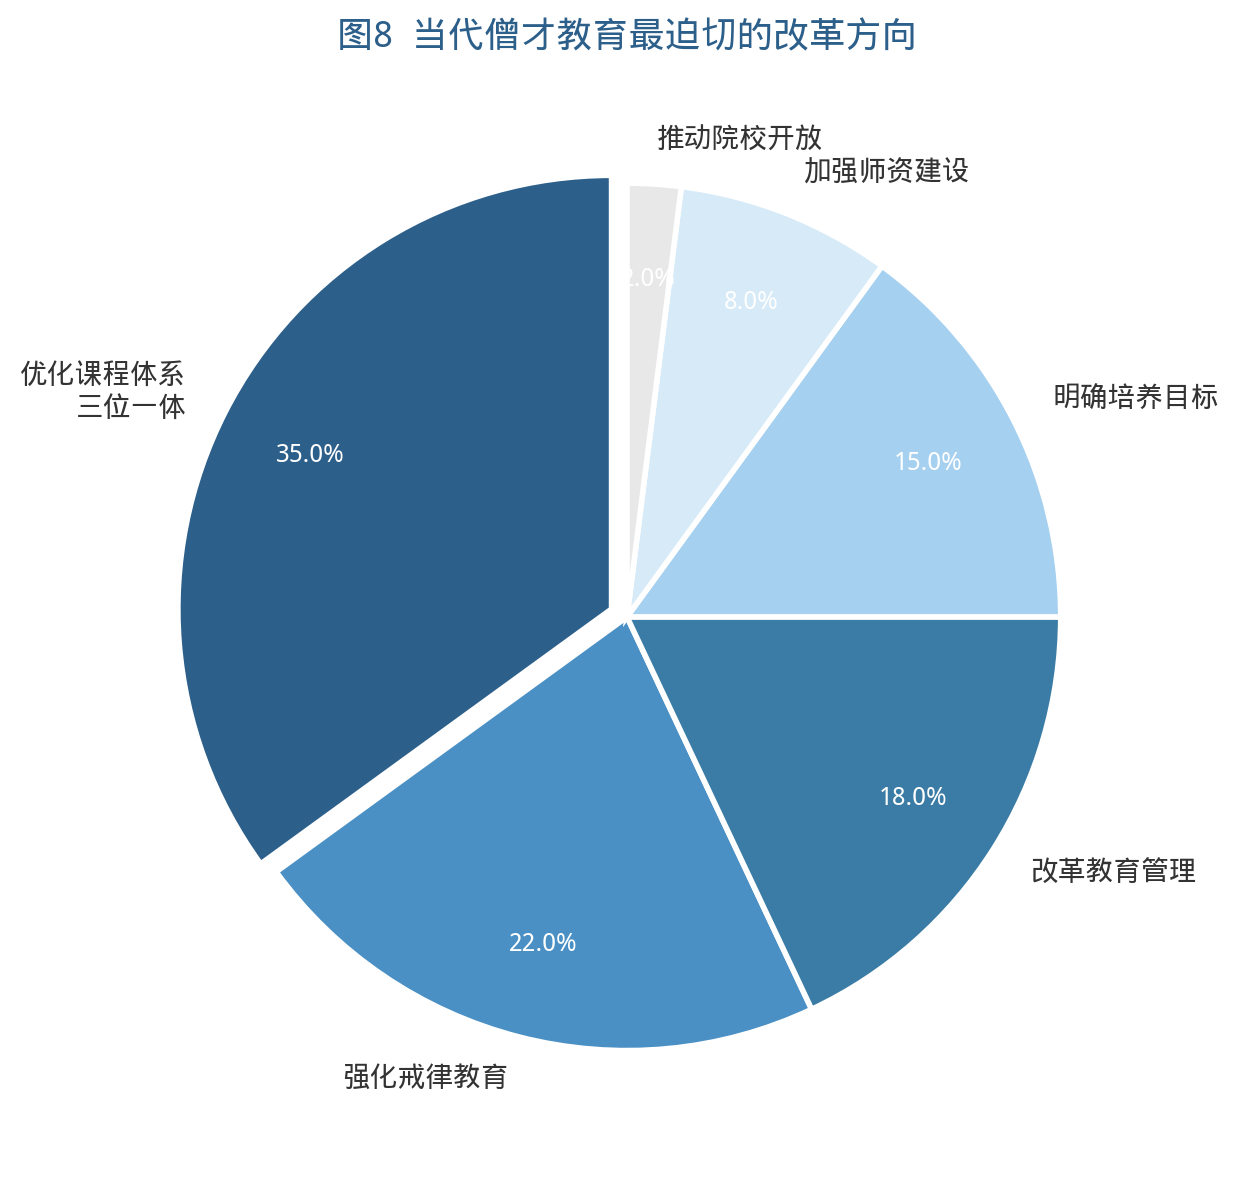 图8 当代僧才教育最迫切的改革方向
推动院校开放
加强师资建设
2.0%
8.0%
优化课程体系
三位一体
明确培养目标
35.0%
15.0%
18.0%
改革教育管理
22.0%
强化戒律教育